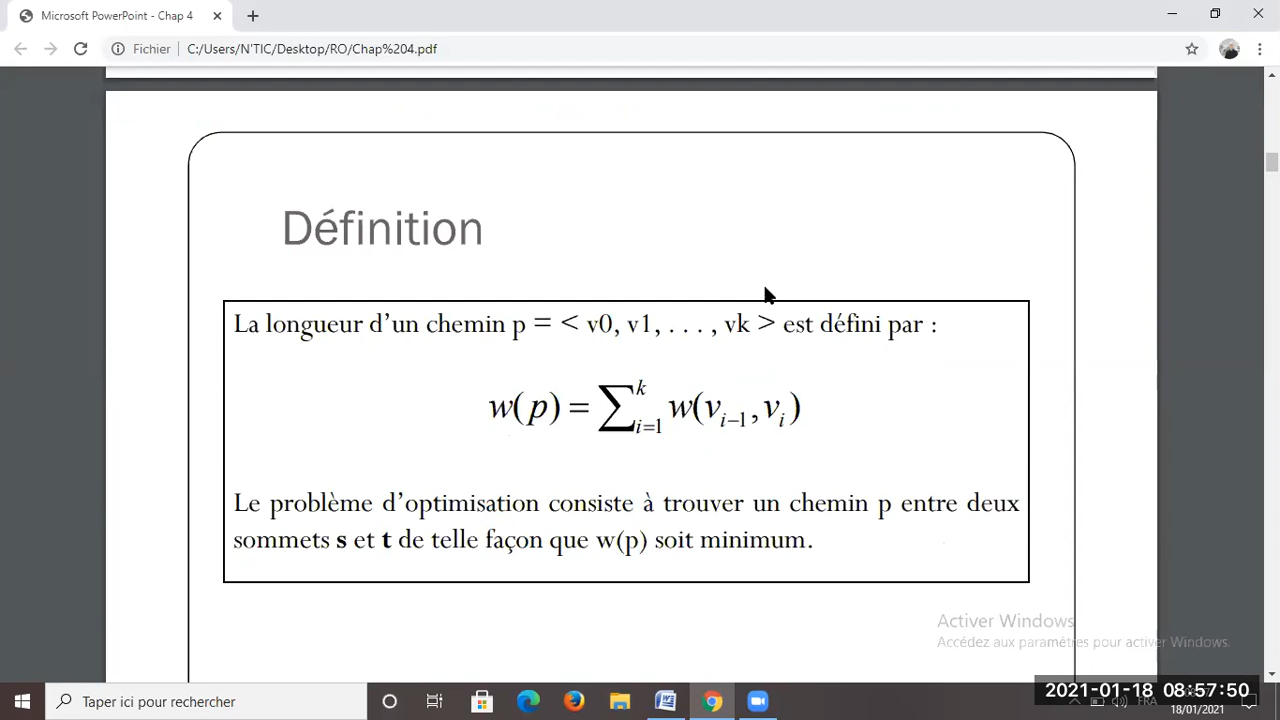 Microsoft PowerPoint - Chap 4
Fichier | C:/Users/N'TIC/Desktop/RO/Chap%204.pdf
Définition
La longueur d’un chemin p = < v0, v1, . . . , vk > est défini par :
w(p) = ∑_{i=1}^{k} w(v_{i−1}, v_i)
Le problème d’optimisation consiste à trouver un chemin p entre deux
sommets s et t de telle façon que w(p) soit minimum.
Activer Windows
Accédez aux paramètres pour activer Windows.
Taper ici pour rechercher
2021-01-18 08:57:50
FRA
18/01/2021